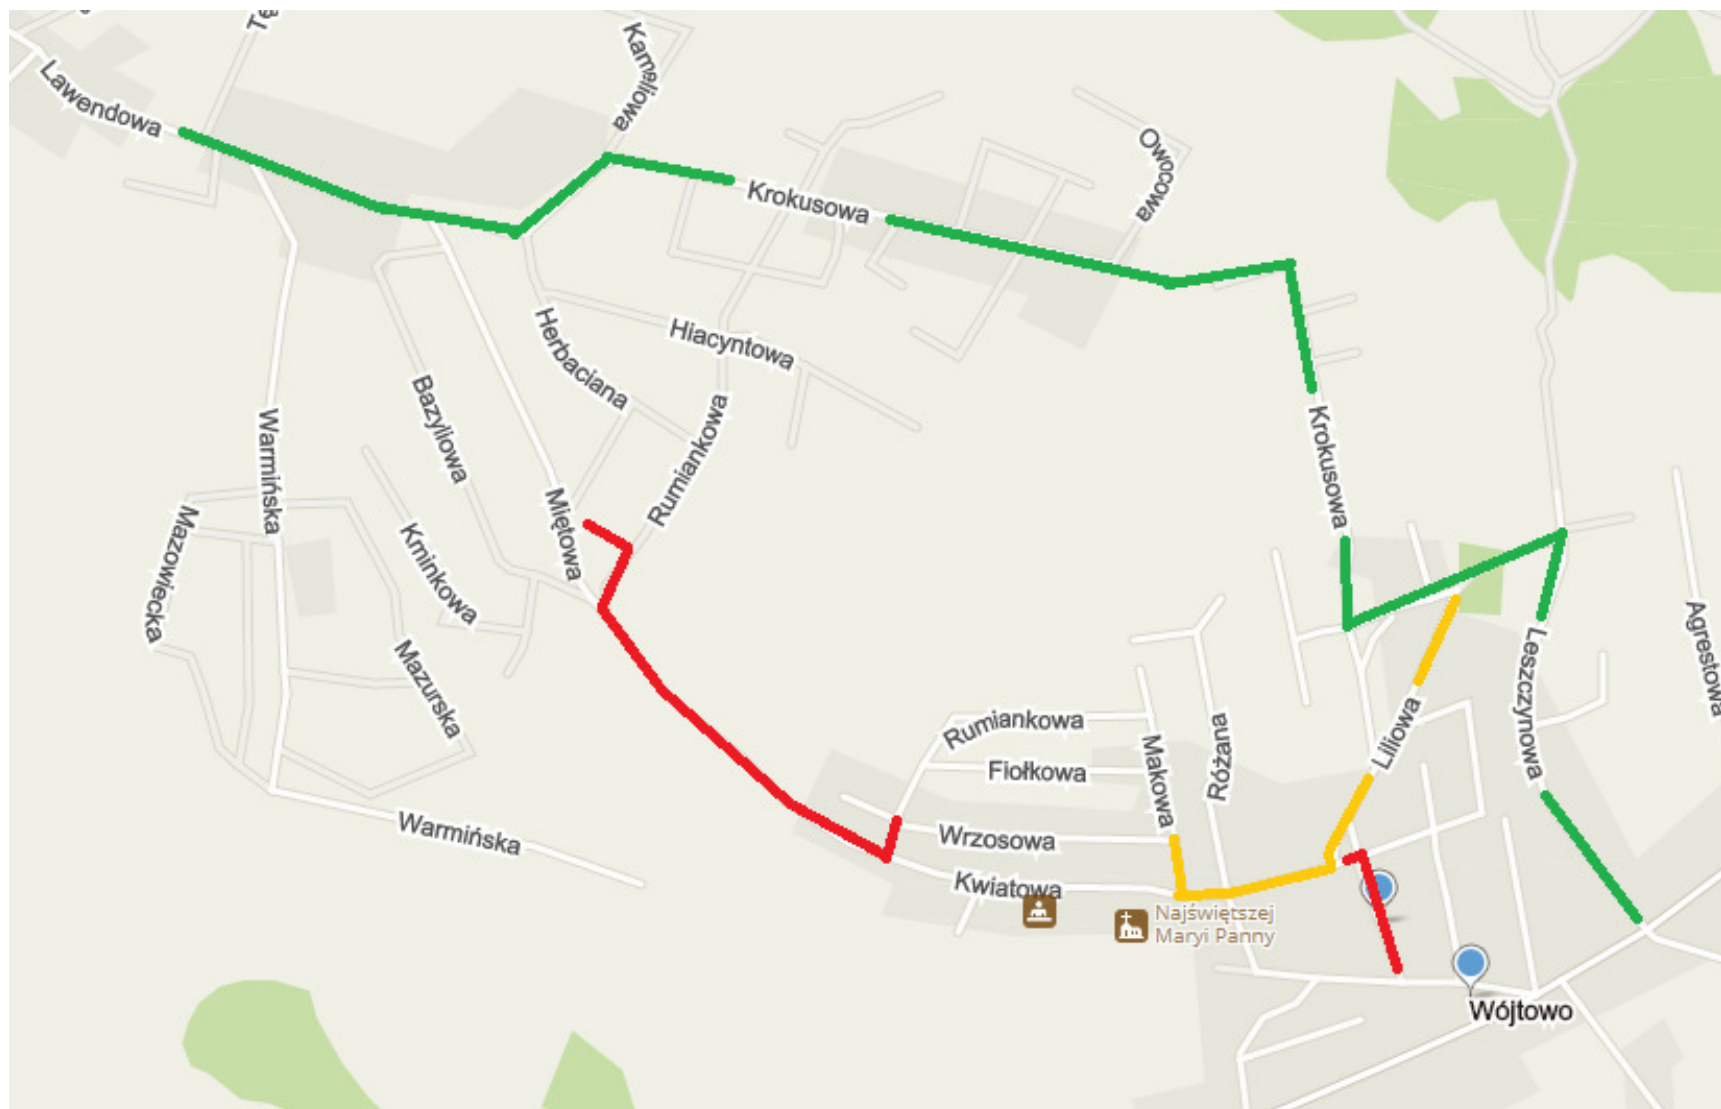 Kameliowa
Lawendowa
Owocowa
Krokusowa
Herbaciana
Hiacyntowa
Bazyliowa
Rumiankowa
Warmińska
Krokusowa
Miętowa
Mazowiecka
Kminkowa
Mazurska
Leszczynowa
Agrestowa
Liliowa
Rumiankowa
Różana
Makowa
Fiołkowa
Warmińska
Wrzosowa
Kwiatowa
Najświętszej
Maryi Panny
Wójtowo